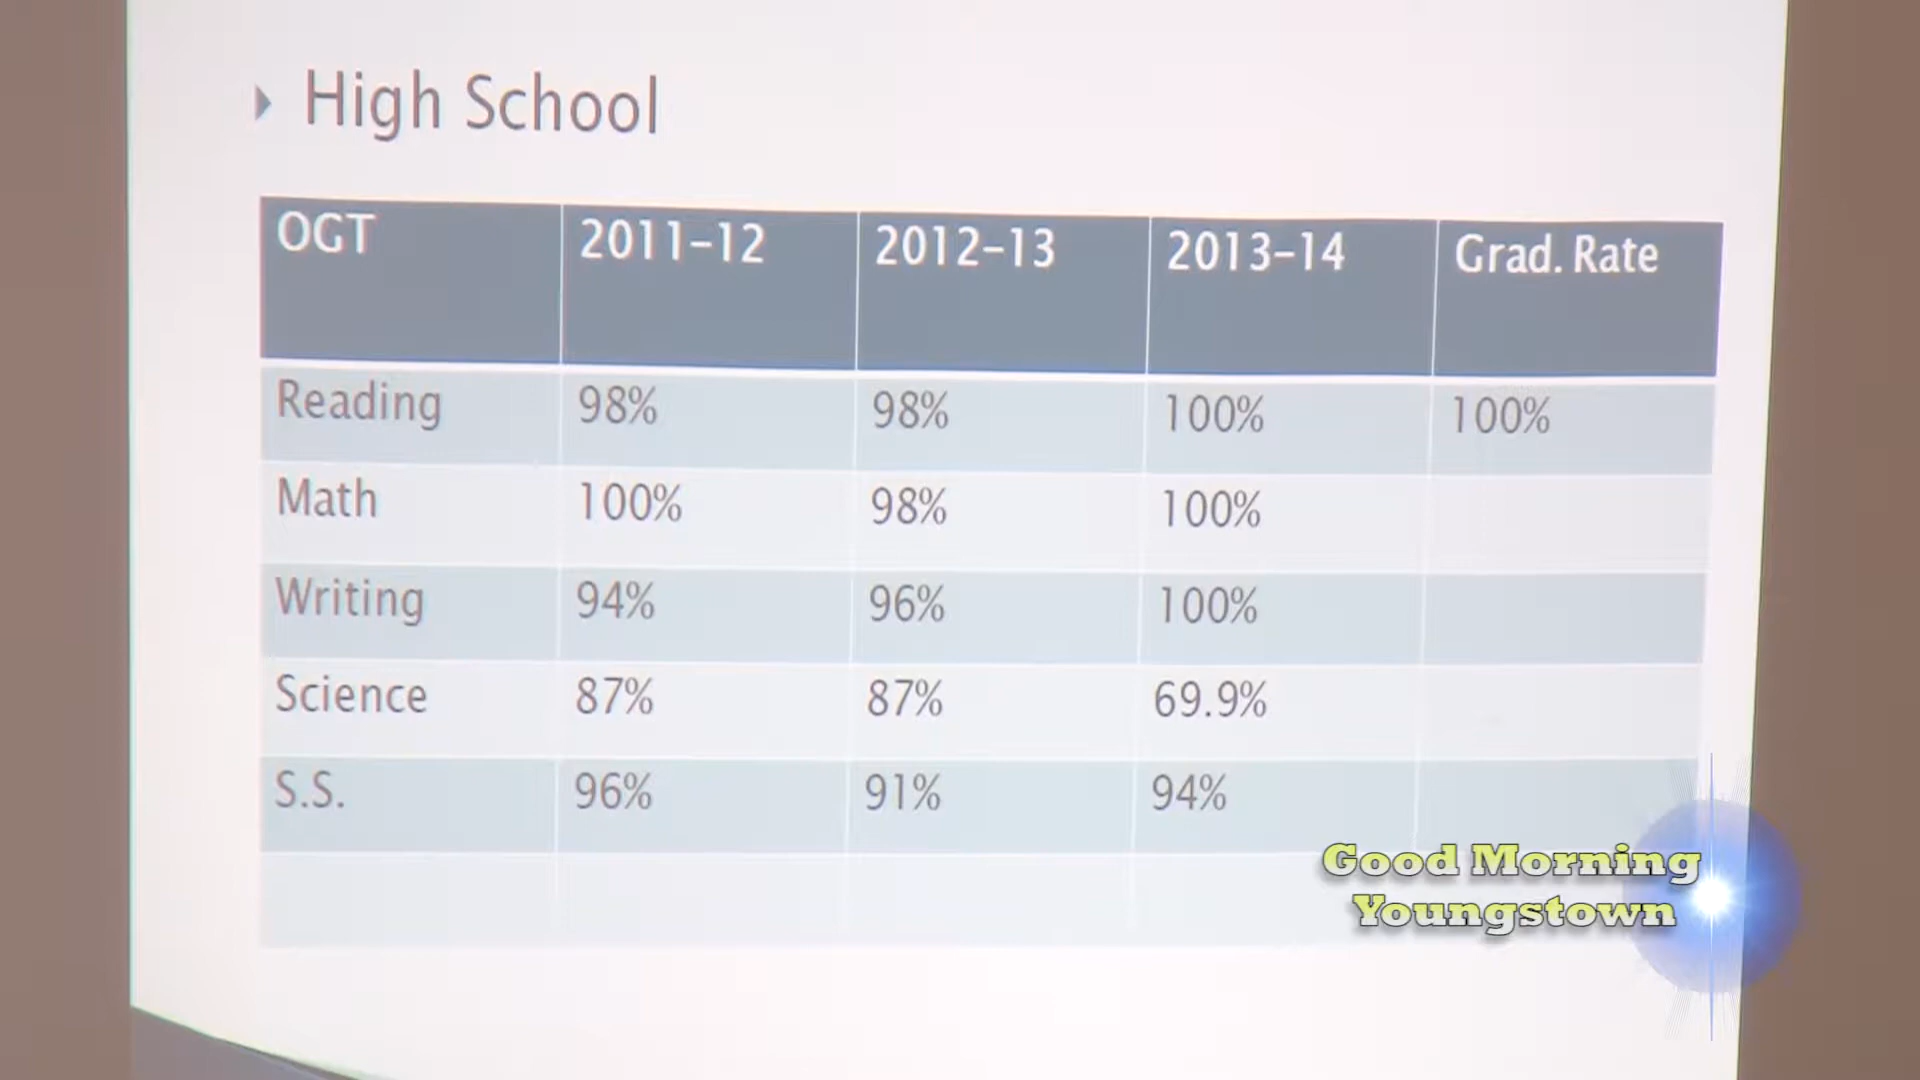 High School
OGT 2011-12 2012-13 2013-14 Grad. Rate
Reading 98% 98% 100% 100%
Math 100% 98% 100%
Writing 94% 96% 100%
Science 87% 87% 69.9%
S.S. 96% 91% 94%
Good Morning
Youngstown